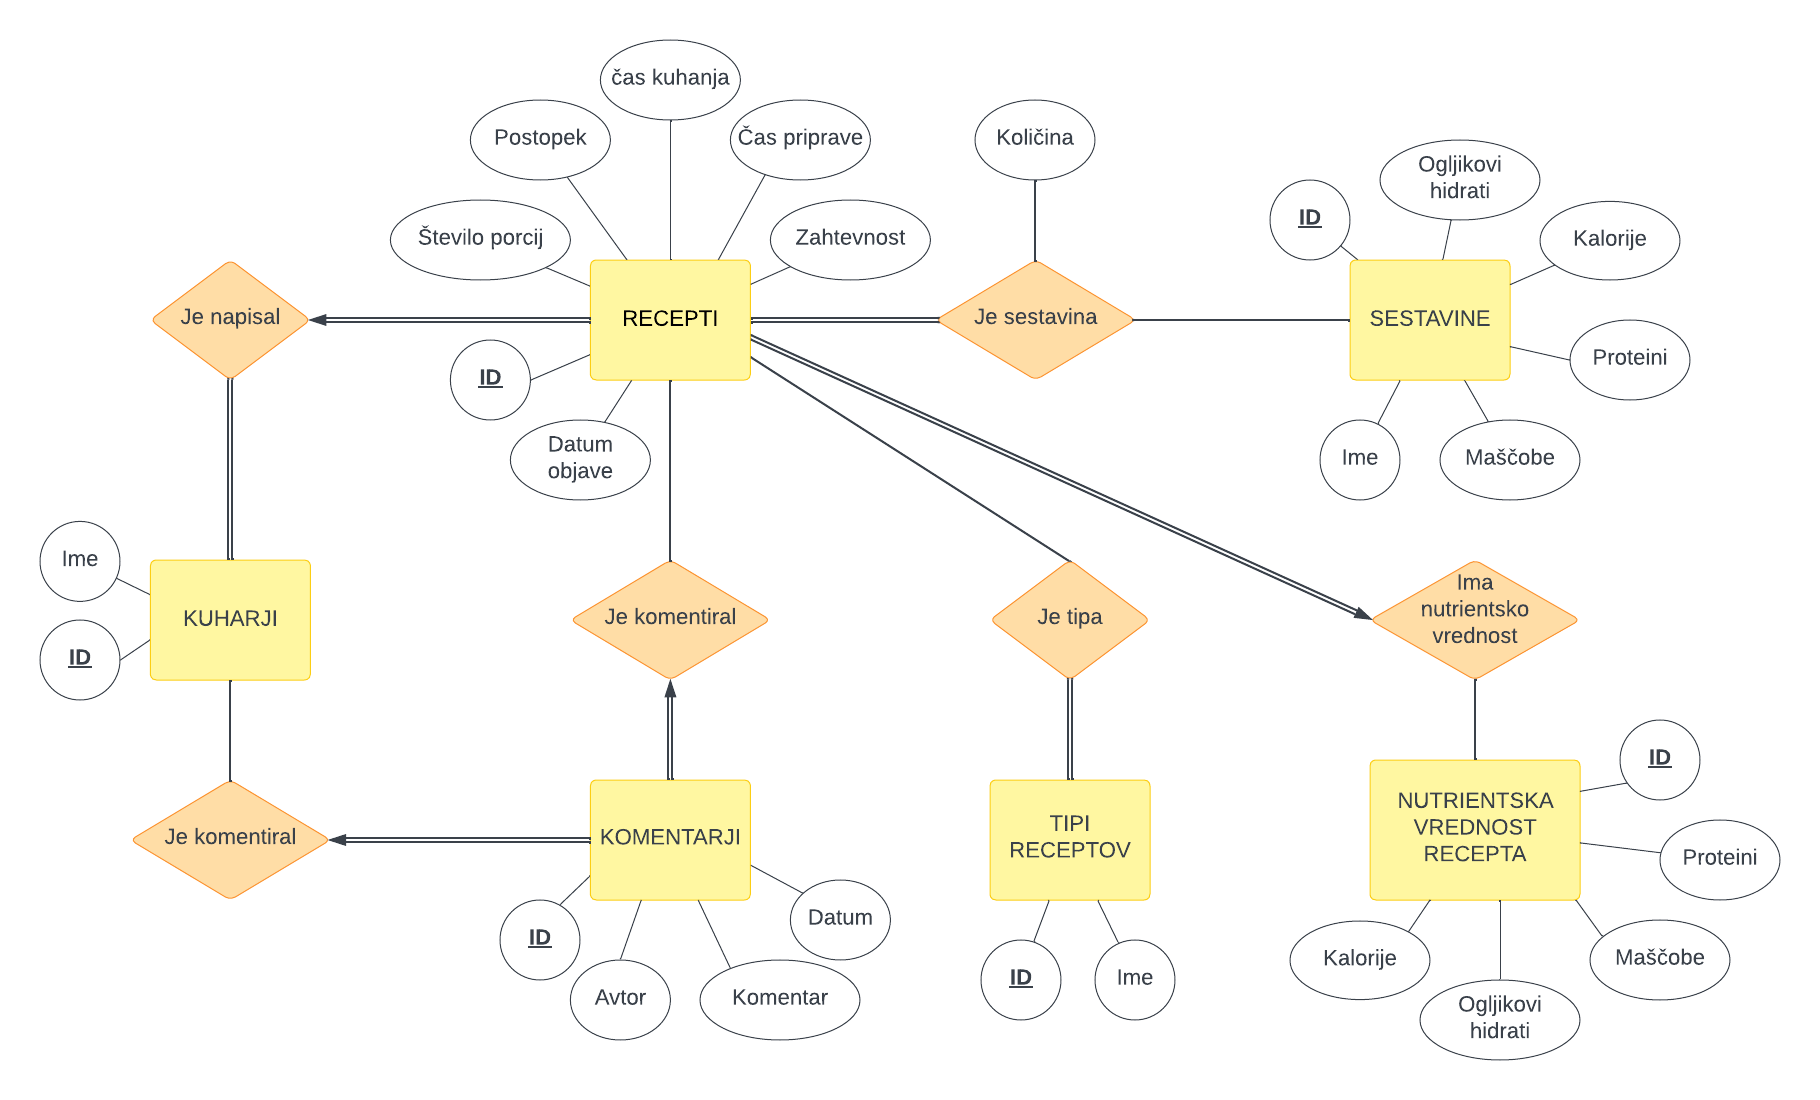 čas kuhanja
Postopek
Čas priprave
Količina
Število porcij
Zahtevnost
Ogljikovi
hidrati
ID
Kalorije
Je napisal
RECEPTI
Je sestavina
SESTAVINE
Proteini
ID
Datum
objave
Ime
Maščobe
Ime
KUHARJI
ID
Je komentiral
Je tipa
Ima
nutrientsko
vrednost
Je komentiral
KOMENTARJI
TIPI
RECEPTOV
NUTRIENTSKA
VREDNOST
RECEPTA
ID
Proteini
ID
Avtor
Komentar
Datum
ID
Ime
Kalorije
Ogljikovi
hidrati
Maščobe